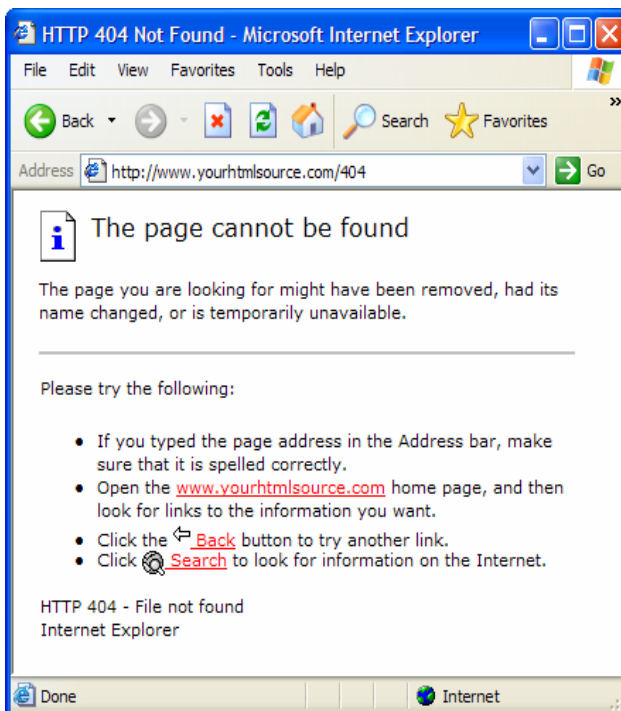 HTTP 404 Not Found - Microsoft Internet Explorer
File Edit View Favorites Tools Help
Back Search Favorites »
Address http://www.yourhtmlsource.com/404 Go
i The page cannot be found
The page you are looking for might have been removed, had its
name changed, or is temporarily unavailable.
Please try the following:
● If you typed the page address in the Address bar, make
sure that it is spelled correctly.
● Open the www.yourhtmlsource.com home page, and then
look for links to the information you want.
● Click the Back button to try another link.
● Click Search to look for information on the Internet.
HTTP 404 - File not found
Internet Explorer
Done Internet